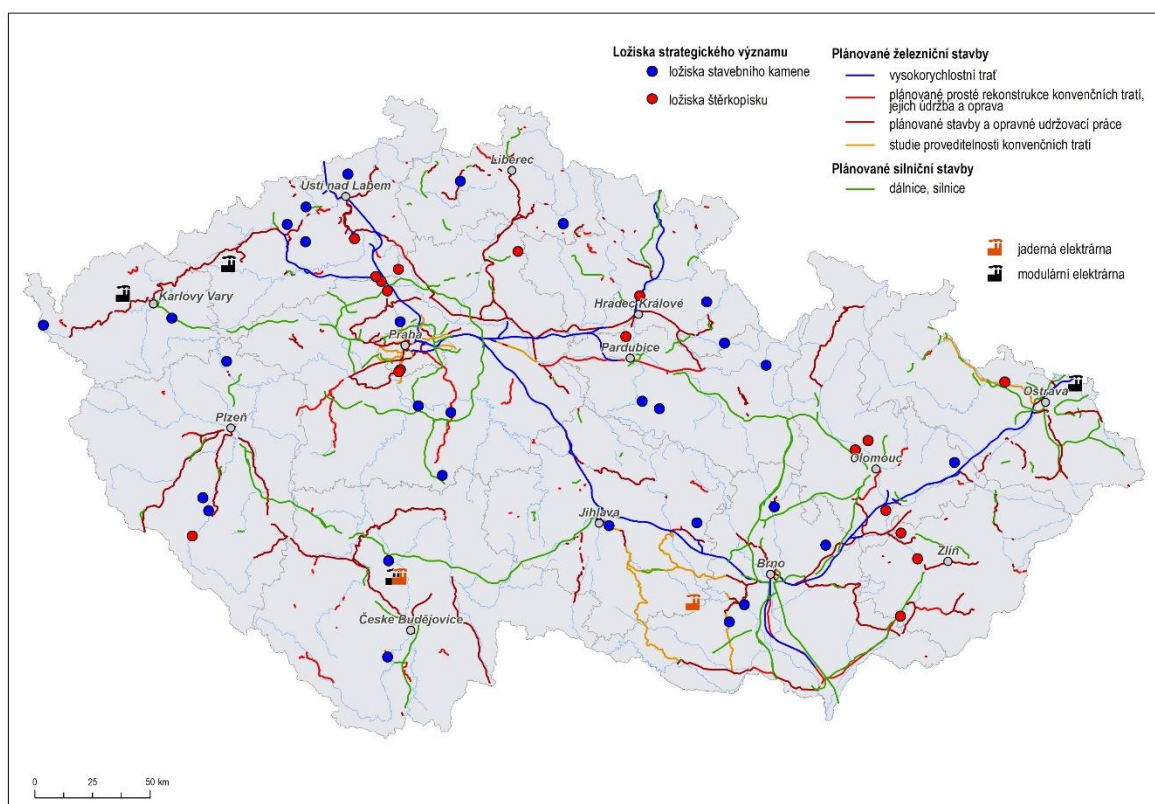 Ložiska strategického významu
ložiska stavebního kamene
ložiska štěrkopísku
Plánované železniční stavby
vysokorychlostní trať
plánované prosté rekonstrukce konvenčních tratí,
jejich údržba a oprava
plánované stavby a opravné udržovací práce
studie proveditelnosti konvenčních trati
Plánované silniční stavby
dálnice, silnice
jaderná elektrárna
modulární elektrárna
Liberec
Ústí nad Labem
Karlovy Vary
Hradec Králové
Praha
Pardubice
Ostrava
Plzeň
Olomouc
Jihlava
Zlín
Brno
České Budějovice
0 25 50 km